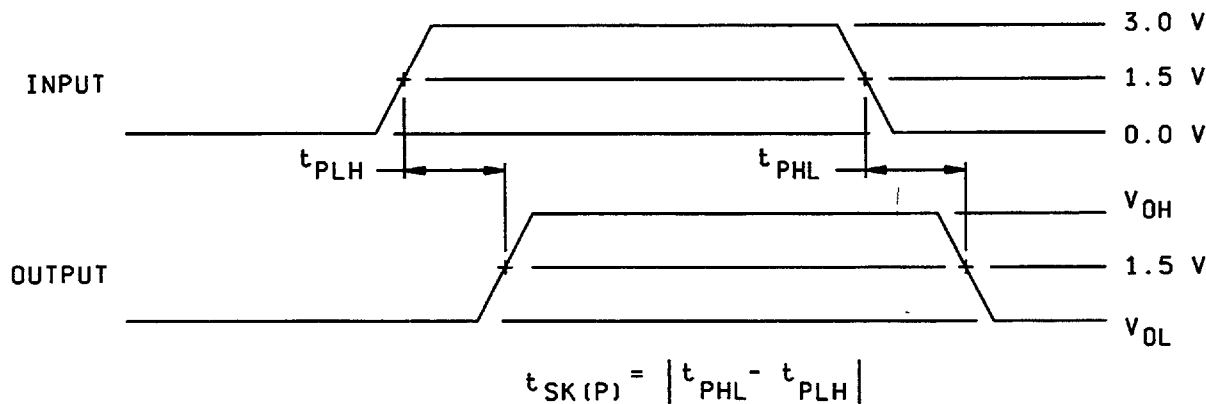 3.0 V
INPUT
1.5 V
0.0 V
tPLH
tPHL
VOH
OUTPUT
1.5 V
VOL
tSK(P) = |tPHL - tPLH|